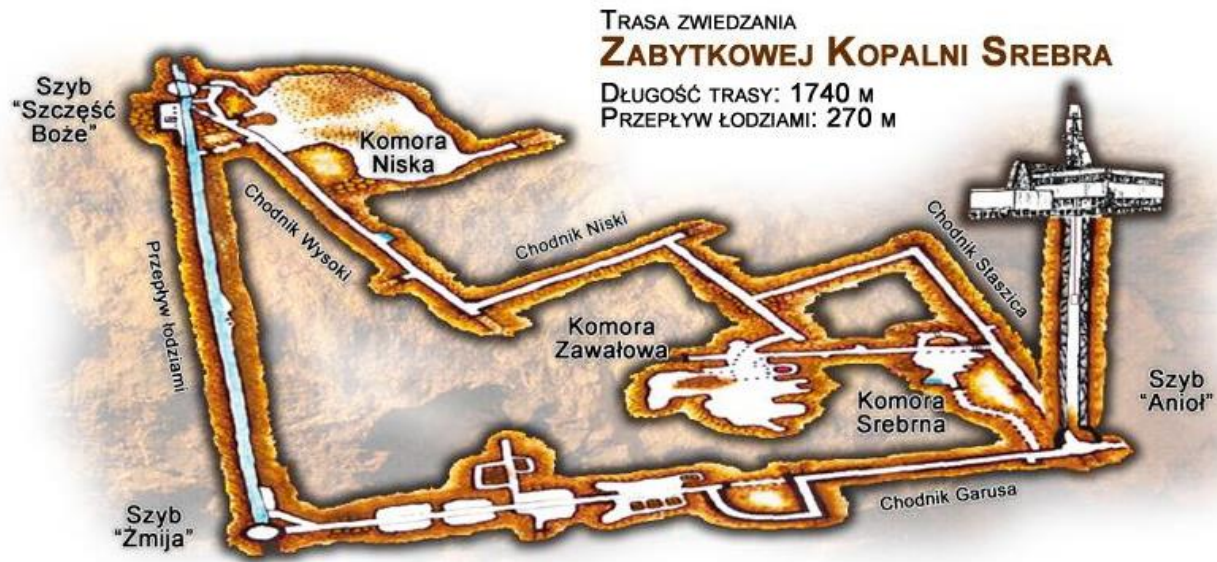 TRASA ZWIEDZANIA
ZABYTKOWEJ KOPALNI SREBRA
DŁUGOŚĆ TRASY: 1740 M
PRZEPŁYW ŁODZIAMI: 270 M
Szyb
"Szczęść
Boże"
Komora
Niska
Chodnik Wysoki
Chodnik Niski
Chodnik Staszica
Przepływ łodziami
Komora
Zawałowa
Komora
Srebrna
Szyb
"Anioł"
Chodnik Garusa
Szyb
"Żmija"